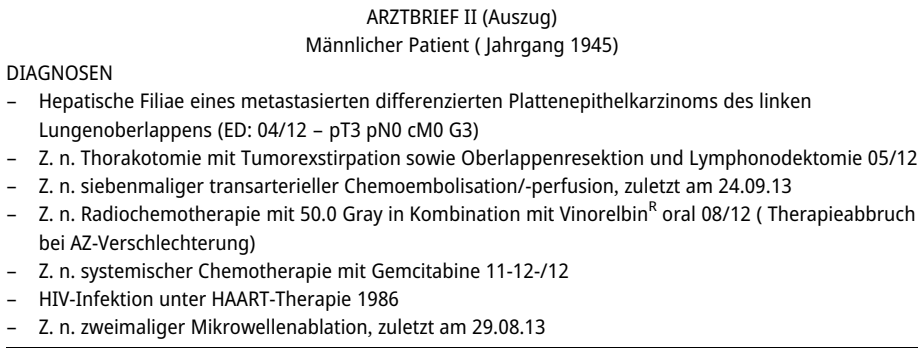 ARZTBRIEF II (Auszug)
Männlicher Patient ( Jahrgang 1945)
DIAGNOSEN
– Hepatische Filiae eines metastasierten differenzierten Plattenepithelkarzinoms des linken
Lungenoberlappens (ED: 04/12 – pT3 pN0 cM0 G3)
– Z. n. Thorakotomie mit Tumorexstirpation sowie Oberlappenresektion und Lymphonodektomie 05/12
– Z. n. siebenmaliger transarterieller Chemoembolisation/-perfusion, zuletzt am 24.09.13
– Z. n. Radiochemotherapie mit 50.0 Gray in Kombination mit Vinorelbin^R oral 08/12 ( Therapieabbruch
bei AZ-Verschlechterung)
– Z. n. systemischer Chemotherapie mit Gemcitabine 11-12-/12
– HIV-Infektion unter HAART-Therapie 1986
– Z. n. zweimaliger Mikrowellenablation, zuletzt am 29.08.13